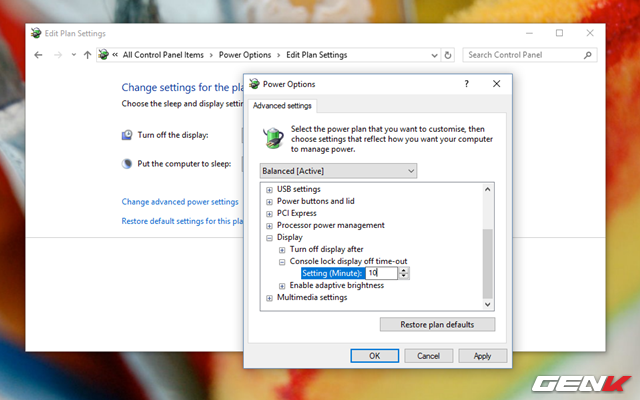 Edit Plan Settings
« All Control Panel Items > Power Options > Edit Plan Settings
Search Control Panel
Change settings for the pla
Choose the sleep and display settin
Turn off the display:
Put the computer to sleep:
Change advanced power settings
Restore default settings for this pla
Power Options
?
Advanced settings
Select the power plan that you want to customise, then
choose settings that reflect how you want your computer
to manage power.
Balanced [Active]
USB settings
Power buttons and lid
PCI Express
Processor power management
Display
Turn off display after
Console lock display off time-out
Setting (Minute): 10
Enable adaptive brightness
Multimedia settings
Restore plan defaults
OK Cancel Apply
GENK